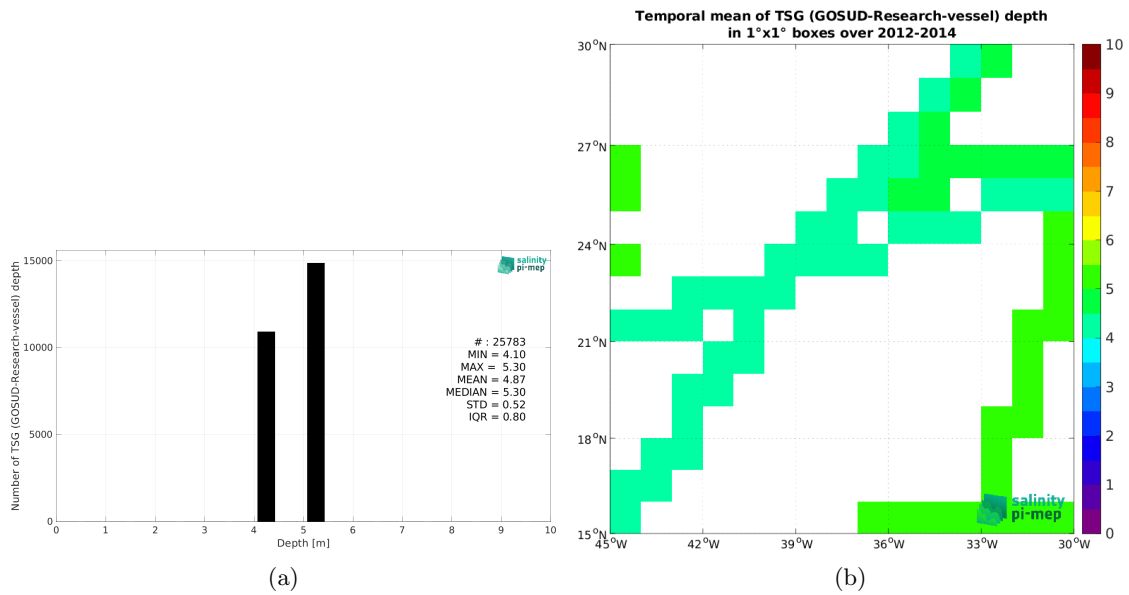 Number of TSG (GOSUD-Research-vessel) depth
15000
10000
5000
0
0 1 2 3 4 5 6 7 8 9 10
Depth [m]
salinity
pi-mep
# : 25783
MIN = 4.10
MAX = 5.30
MEAN = 4.87
MEDIAN = 5.30
STD = 0.52
IQR = 0.80
(a)
Temporal mean of TSG (GOSUD-Research-vessel) depth
in 1°x1° boxes over 2012-2014
30°N
27°N
24°N
21°N
18°N
15°N
45°W 42°W 39°W 36°W 33°W 30°W
salinity
pi-mep
10
9
8
7
6
5
4
3
2
1
0
(b)